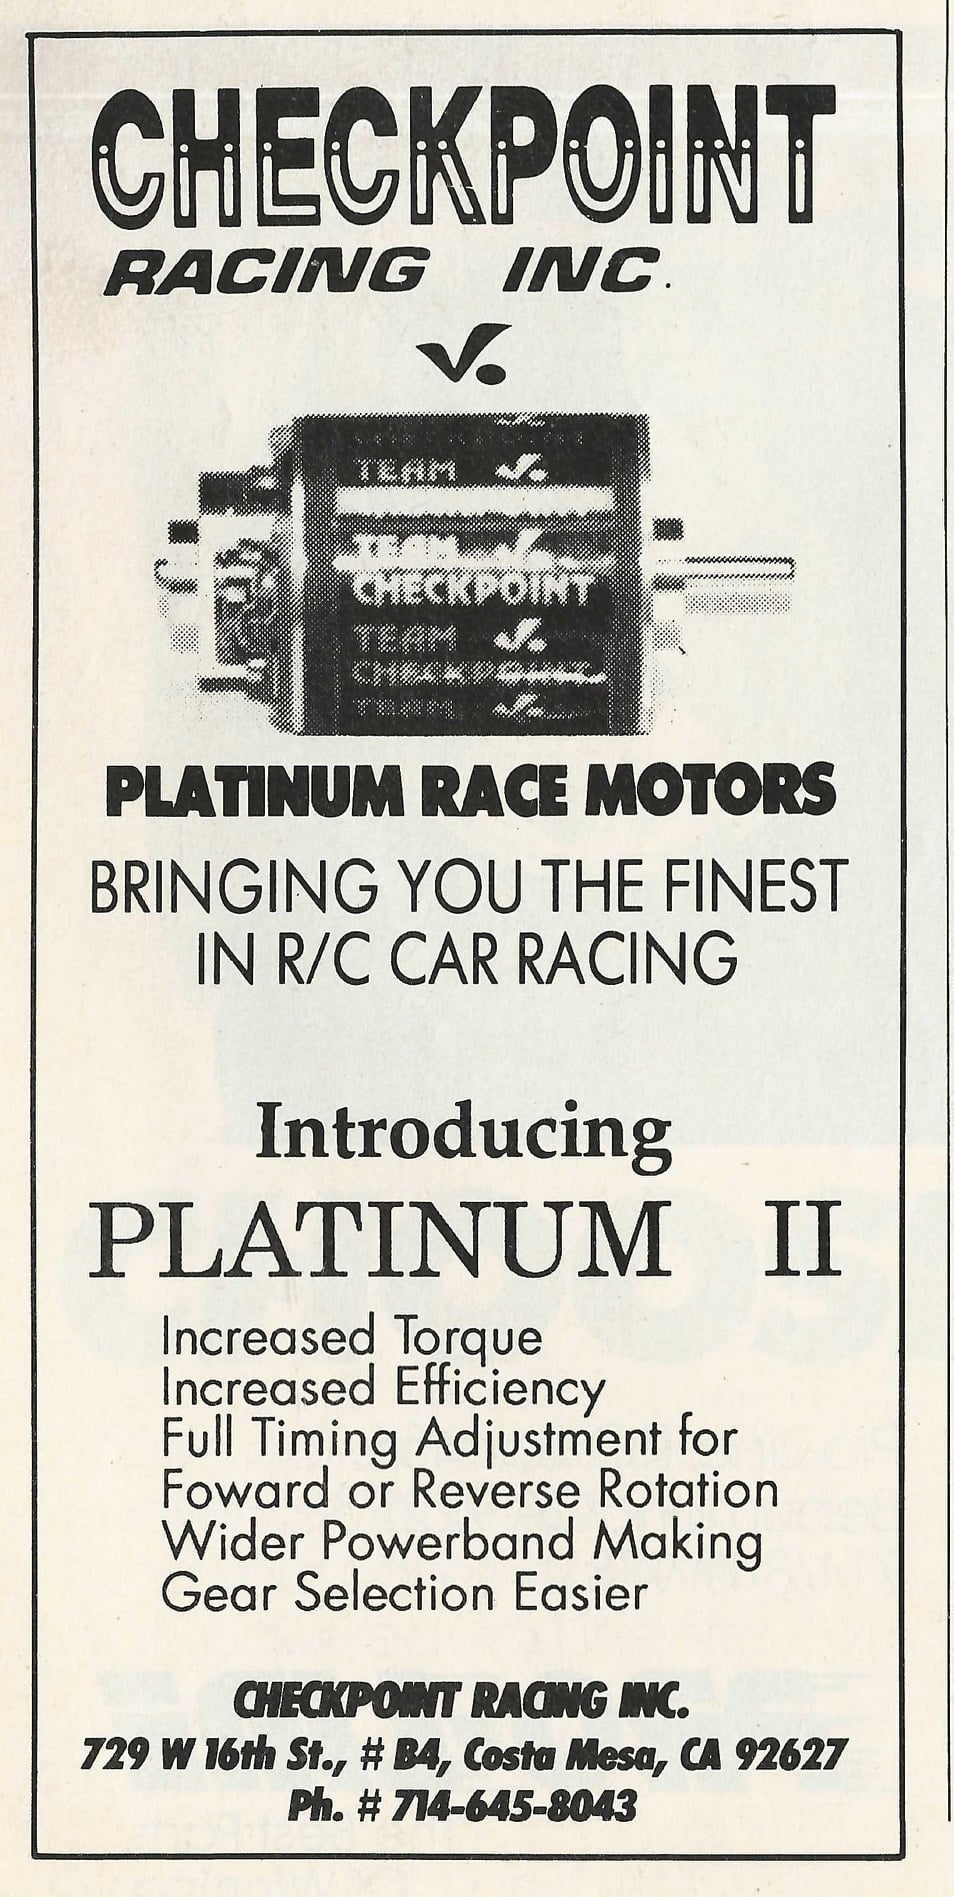 CHECKPOINT
RACING INC.
TEAM
TEAM
CHECKPOINT
TEAM
TEAM
PLATINUM RACE MOTORS
BRINGING YOU THE FINEST
IN R/C CAR RACING
Introducing
PLATINUM II
Increased Torque
Increased Efficiency
Full Timing Adjustment for
Foward or Reverse Rotation
Wider Powerband Making
Gear Selection Easier
CHECKPOINT RACING INC.
729 W 16th St., # B4, Costa Mesa, CA 92627
Ph. # 714-645-8043